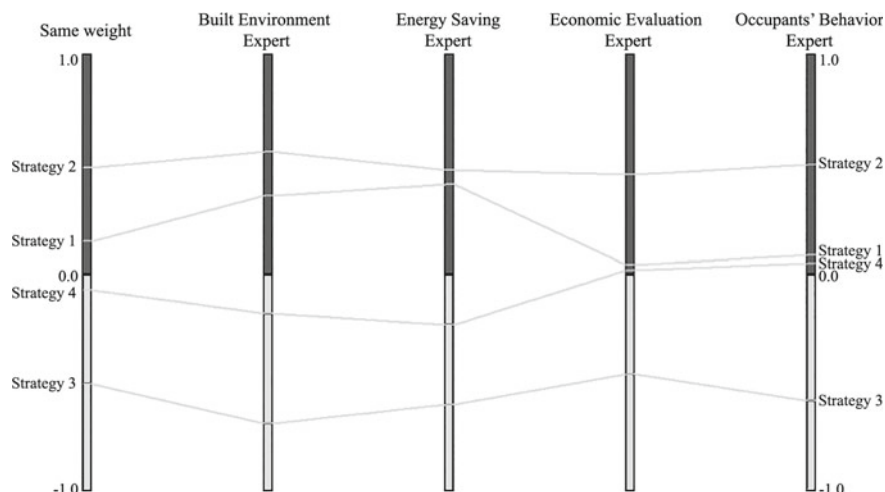 Same weight
Built Environment
Expert
Energy Saving
Expert
Economic Evaluation
Expert
Occupants' Behavior
Expert
1.0
1.0
Strategy 2
Strategy 2
Strategy 1
Strategy 1
Strategy 4
0.0
0.0
Strategy 4
Strategy 3
Strategy 3
-1.0
-1.0